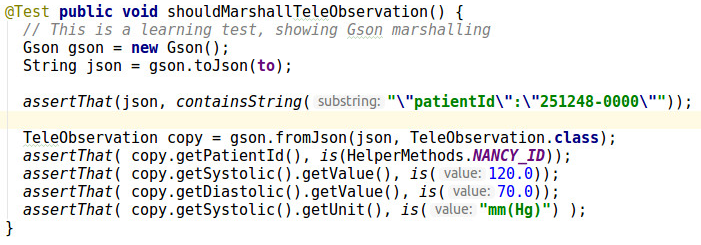 @Test public void shouldMarshallTeleObservation() {
// This is a learning test, showing Gson marshalling
Gson gson = new Gson();
String json = gson.toJson(to);
assertThat(json, containsString( substring: "\"patientId\":\"251248-0000\""));
TeleObservation copy = gson.fromJson(json, TeleObservation.class);
assertThat( copy.getPatientId(), is(HelperMethods.NANCY_ID));
assertThat( copy.getSystolic().getValue(), is( value: 120.0));
assertThat( copy.getDiastolic().getValue(), is( value: 70.0));
assertThat( copy.getSystolic().getUnit(), is( value: "mm(Hg)") );
}